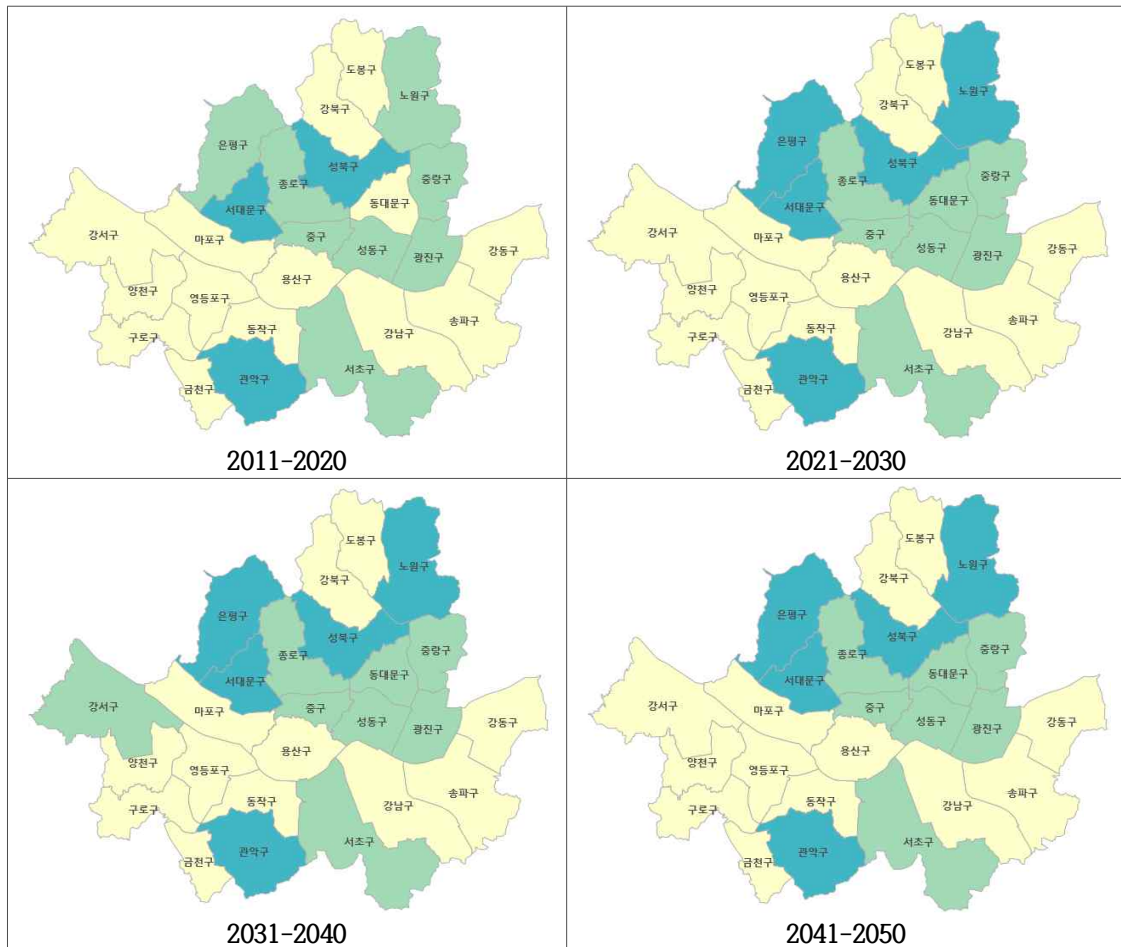 도봉구
노원구
강북구
은평구
성북구
종로구
중랑구
서대문구
동대문구
강서구
마포구
중구
성동구
광진구
강동구
용산구
양천구
영등포구
송파구
구로구
동작구
강남구
서초구
관악구
금천구
2011-2020
도봉구
노원구
강북구
은평구
성북구
종로구
중랑구
서대문구
동대문구
강서구
마포구
중구
성동구
광진구
강동구
용산구
양천구
영등포구
송파구
구로구
동작구
강남구
서초구
관악구
금천구
2021-2030
도봉구
노원구
강북구
은평구
성북구
종로구
중랑구
서대문구
동대문구
강서구
마포구
중구
성동구
광진구
강동구
용산구
양천구
영등포구
송파구
구로구
동작구
강남구
서초구
관악구
금천구
2031-2040
도봉구
노원구
강북구
은평구
성북구
종로구
중랑구
서대문구
동대문구
강서구
마포구
중구
성동구
광진구
강동구
용산구
양천구
영등포구
송파구
구로구
동작구
강남구
서초구
관악구
금천구
2041-2050